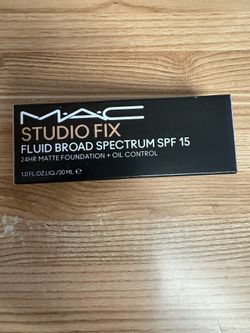 MAC
STUDIO FIX
FLUID BROAD SPECTRUM SPF 15
24HR MATTE FOUNDATION + OIL CONTROL
1.0 FL.OZ.LIQ./30 ML ℮